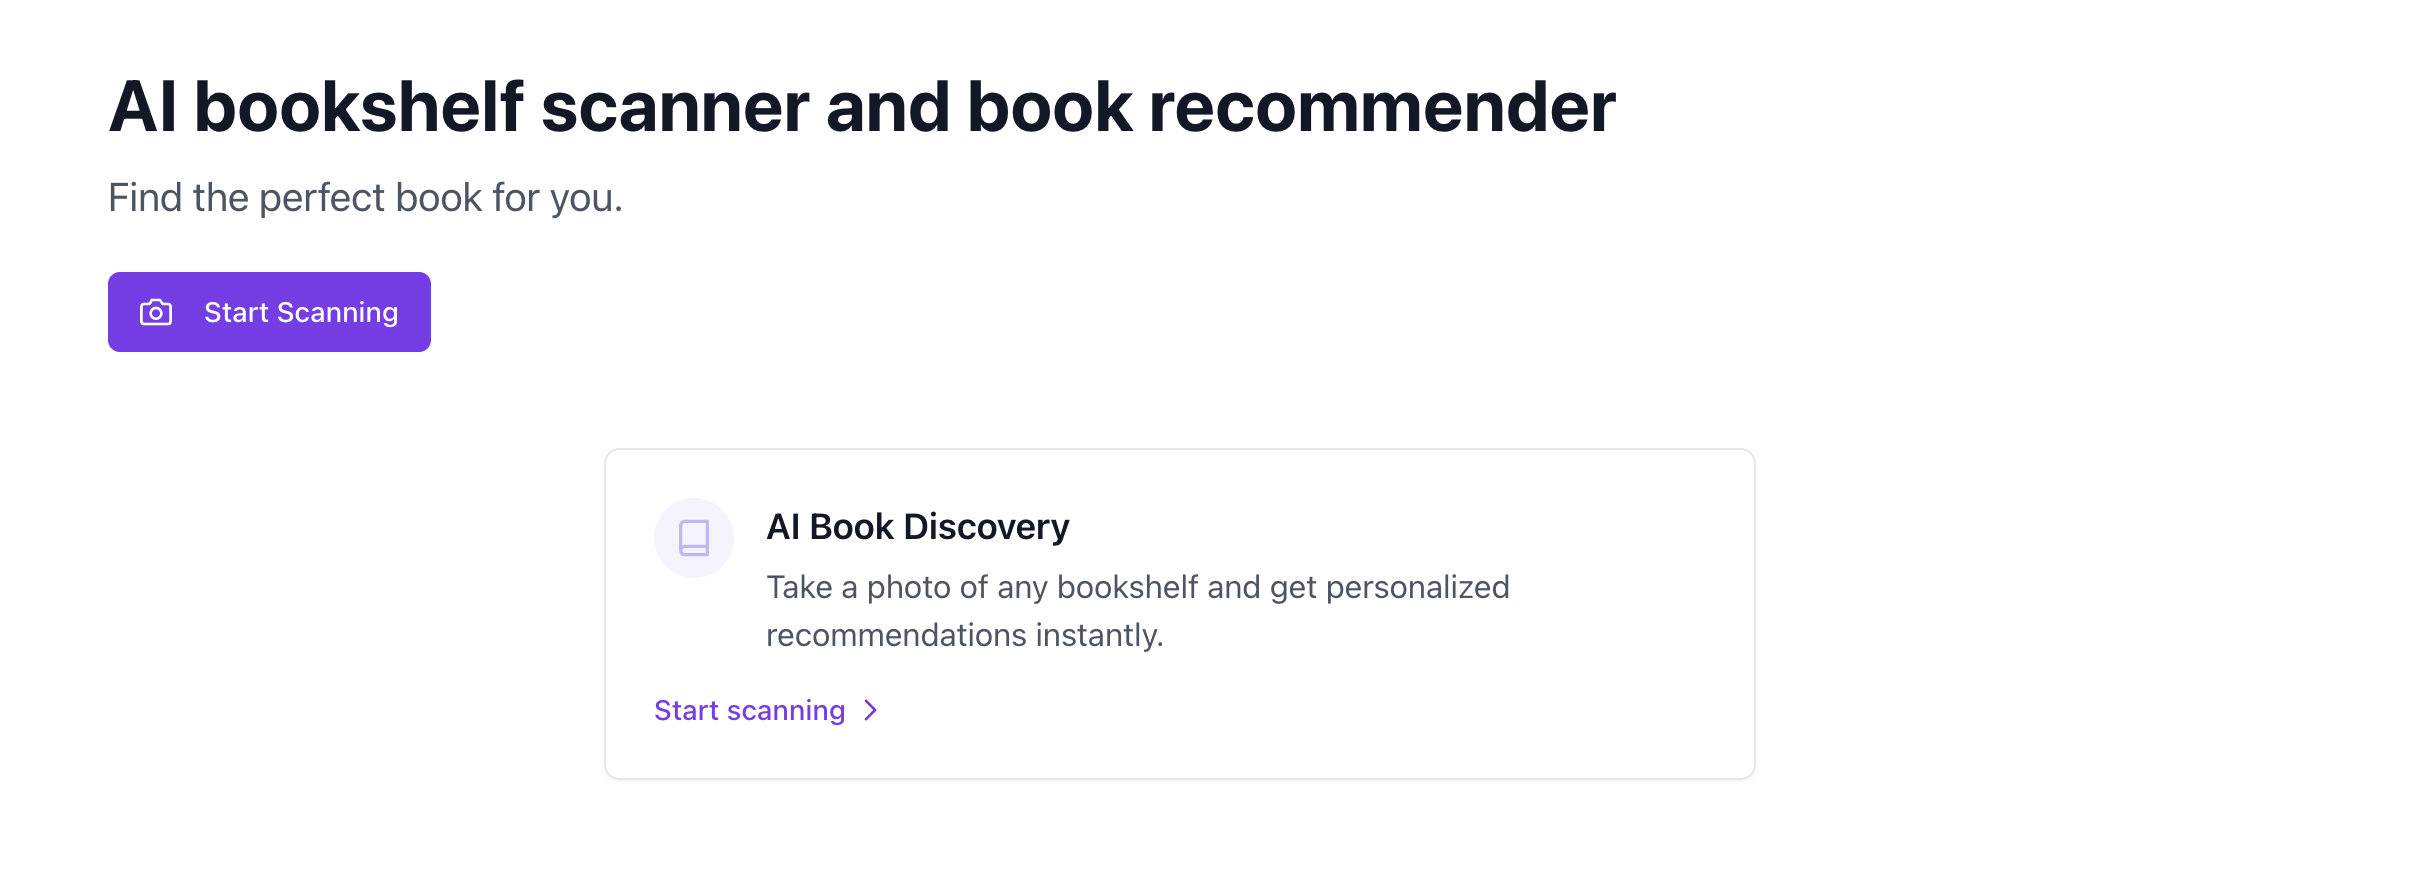 AI bookshelf scanner and book recommender
Find the perfect book for you.
Start Scanning
AI Book Discovery
Take a photo of any bookshelf and get personalized
recommendations instantly.
Start scanning